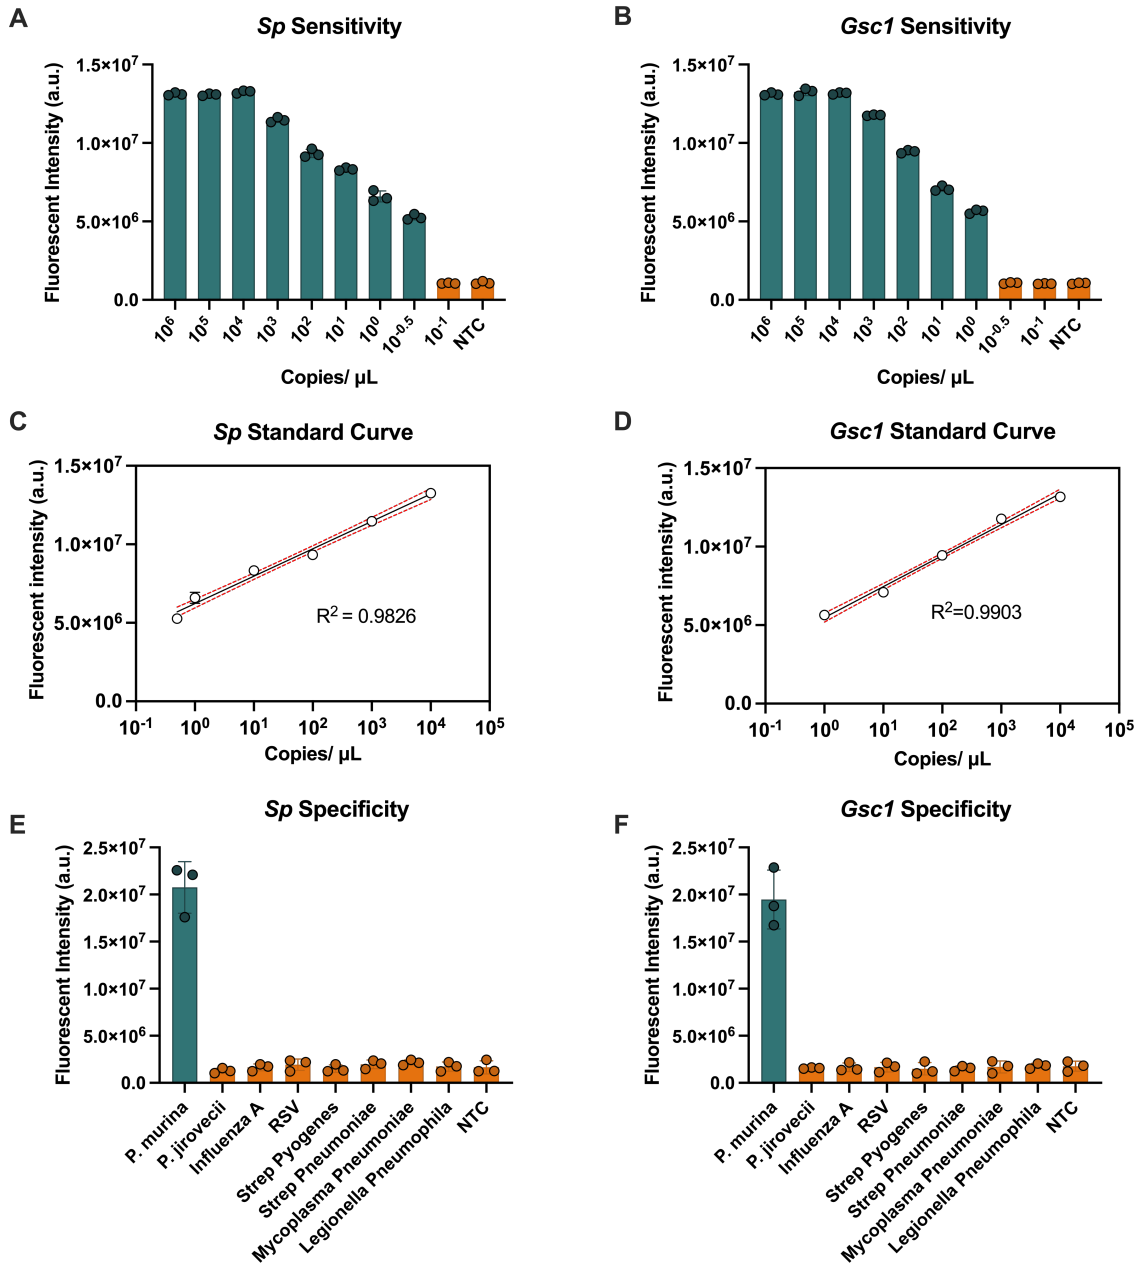 A
Sp Sensitivity
Fluorescent Intensity (a.u.)
1.5×10⁷
1.0×10⁷
5.0×10⁶
0.0
10⁶ 10⁵ 10⁴ 10³ 10² 10¹ 10⁰ 10⁻⁰·⁵ 10⁻¹ NTC
Copies/ µL
B
Gsc1 Sensitivity
Fluorescent Intensity (a.u.)
1.5×10⁷
1.0×10⁷
5.0×10⁶
0.0
10⁶ 10⁵ 10⁴ 10³ 10² 10¹ 10⁰ 10⁻⁰·⁵ 10⁻¹ NTC
Copies/ µL
C
Sp Standard Curve
Fluorescent intensity (a.u.)
1.5×10⁷
1.0×10⁷
5.0×10⁶
0.0
R² = 0.9826
10⁻¹ 10⁰ 10¹ 10² 10³ 10⁴ 10⁵
Copies/ µL
D
Gsc1 Standard Curve
Fluorescent intensity (a.u.)
1.5×10⁷
1.0×10⁷
5.0×10⁶
0.0
R²=0.9903
10⁻¹ 10⁰ 10¹ 10² 10³ 10⁴ 10⁵
Copies/ µL
E
Sp Specificity
Fluorescent Intensity (a.u.)
2.5×10⁷
2.0×10⁷
1.5×10⁷
1.0×10⁷
5.0×10⁶
0.0
P. murina
P. jirovecii
Influenza A
RSV
Strep Pyogenes
Strep Pneumoniae
Mycoplasma Pneumoniae
Legionella Pneumophila
NTC
F
Gsc1 Specificity
Fluorescent Intensity (a.u.)
2.5×10⁷
2.0×10⁷
1.5×10⁷
1.0×10⁷
5.0×10⁶
0.0
P. murina
P. jirovecii
Influenza A
RSV
Strep Pyogenes
Strep Pneumoniae
Mycoplasma Pneumoniae
Legionella Pneumophila
NTC